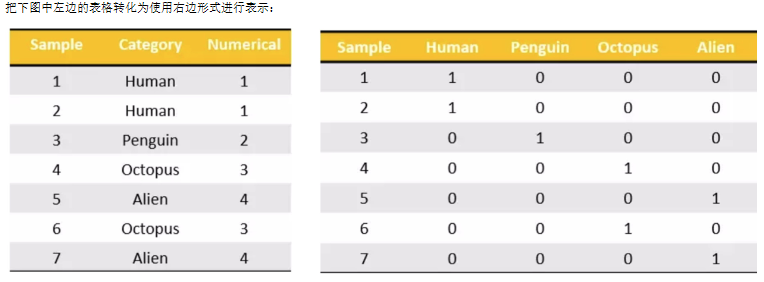 把下图中左边的表格转化为使用右边形式进行表示：
Sample Category Numerical
1 Human 1
2 Human 1
3 Penguin 2
4 Octopus 3
5 Alien 4
6 Octopus 3
7 Alien 4
Sample Human Penguin Octopus Alien
1 1 0 0 0
2 1 0 0 0
3 0 1 0 0
4 0 0 1 0
5 0 0 0 1
6 0 0 1 0
7 0 0 0 1